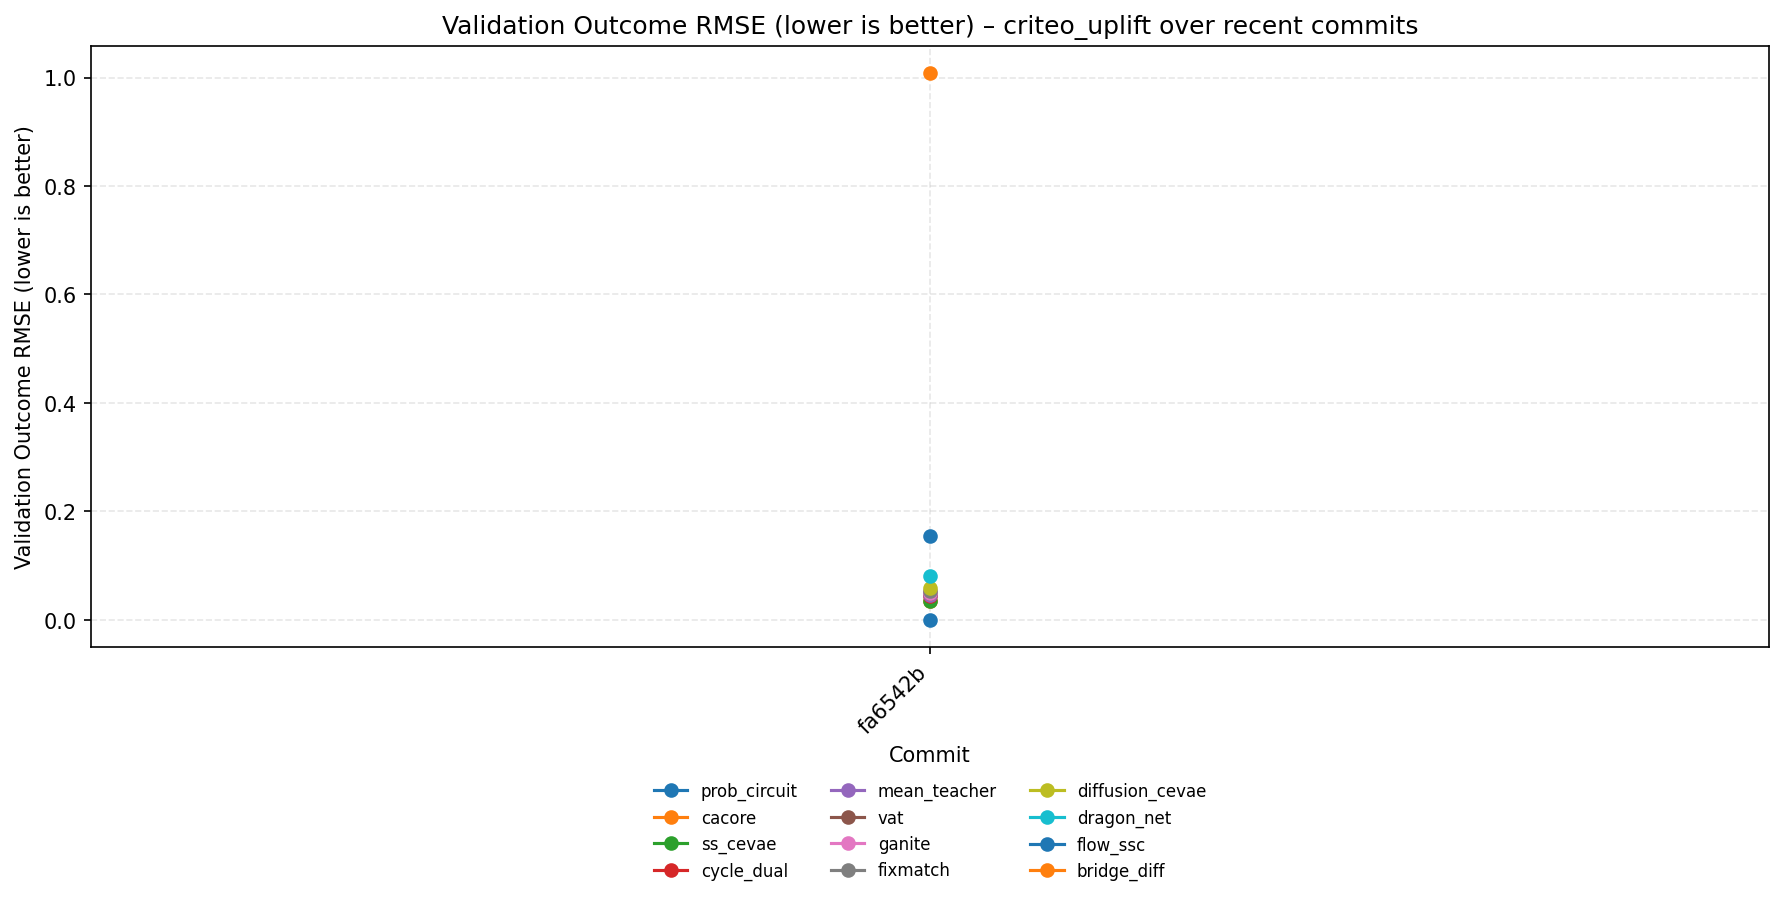 Validation Outcome RMSE (lower is better) – criteo_uplift over recent commits
Validation Outcome RMSE (lower is better)
1.0
0.8
0.6
0.4
0.2
0.0
fa6542b
Commit
prob_circuit
cacore
ss_cevae
cycle_dual
mean_teacher
vat
ganite
fixmatch
diffusion_cevae
dragon_net
flow_ssc
bridge_diff